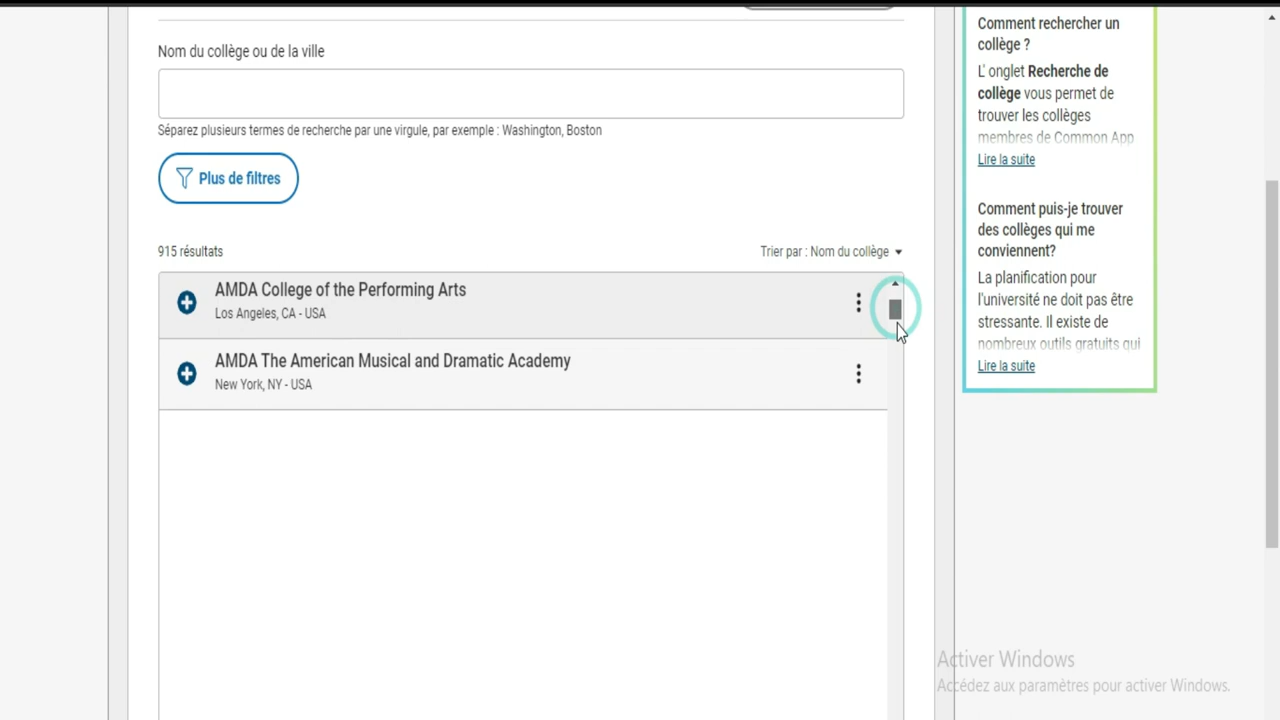 Nom du collège ou de la ville
Séparez plusieurs termes de recherche par une virgule, par exemple : Washington, Boston
Plus de filtres
915 résultats
Trier par : Nom du collège
AMDA College of the Performing Arts
Los Angeles, CA - USA
AMDA The American Musical and Dramatic Academy
New York, NY - USA
Comment rechercher un
collège ?
L' onglet Recherche de
collège vous permet de
trouver les collèges
membres de Common App
Lire la suite
Comment puis-je trouver
des collèges qui me
conviennent?
La planification pour
l'université ne doit pas être
stressante. Il existe de
nombreux outils gratuits qui
Lire la suite
Activer Windows
Accédez aux paramètres pour activer Windows.